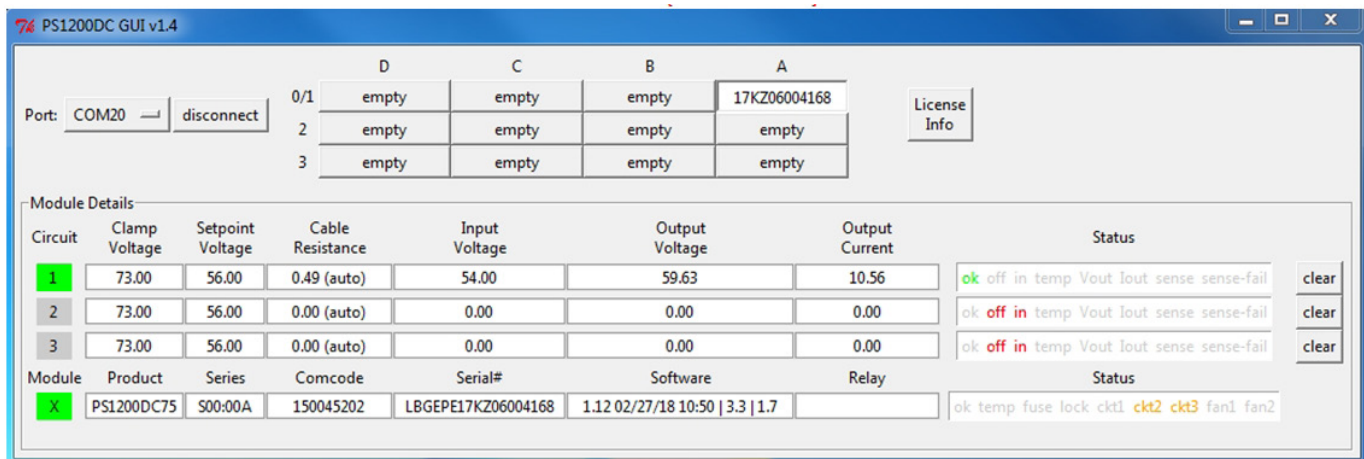 PS1200DC GUI v1.4
D C B A
Port: COM20 disconnect 0/1 empty empty empty 17KZ06004168 License Info
2 empty empty empty empty
3 empty empty empty empty
Module Details
Circuit Clamp Voltage Setpoint Voltage Cable Resistance Input Voltage Output Voltage Output Current Status
1 73.00 56.00 0.49 (auto) 54.00 59.63 10.56 ok off in temp Vout Iout sense sense-fail clear
2 73.00 56.00 0.00 (auto) 0.00 0.00 0.00 ok off in temp Vout Iout sense sense-fail clear
3 73.00 56.00 0.00 (auto) 0.00 0.00 0.00 ok off in temp Vout Iout sense sense-fail clear
Module Product Series Comcode Serial# Software Relay Status
X PS1200DC75 S00:00A 150045202 LBGEPE17KZ06004168 1.12 02/27/18 10:50 | 3.3 | 1.7 ok temp fuse lock ckt1 ckt2 ckt3 fan1 fan2